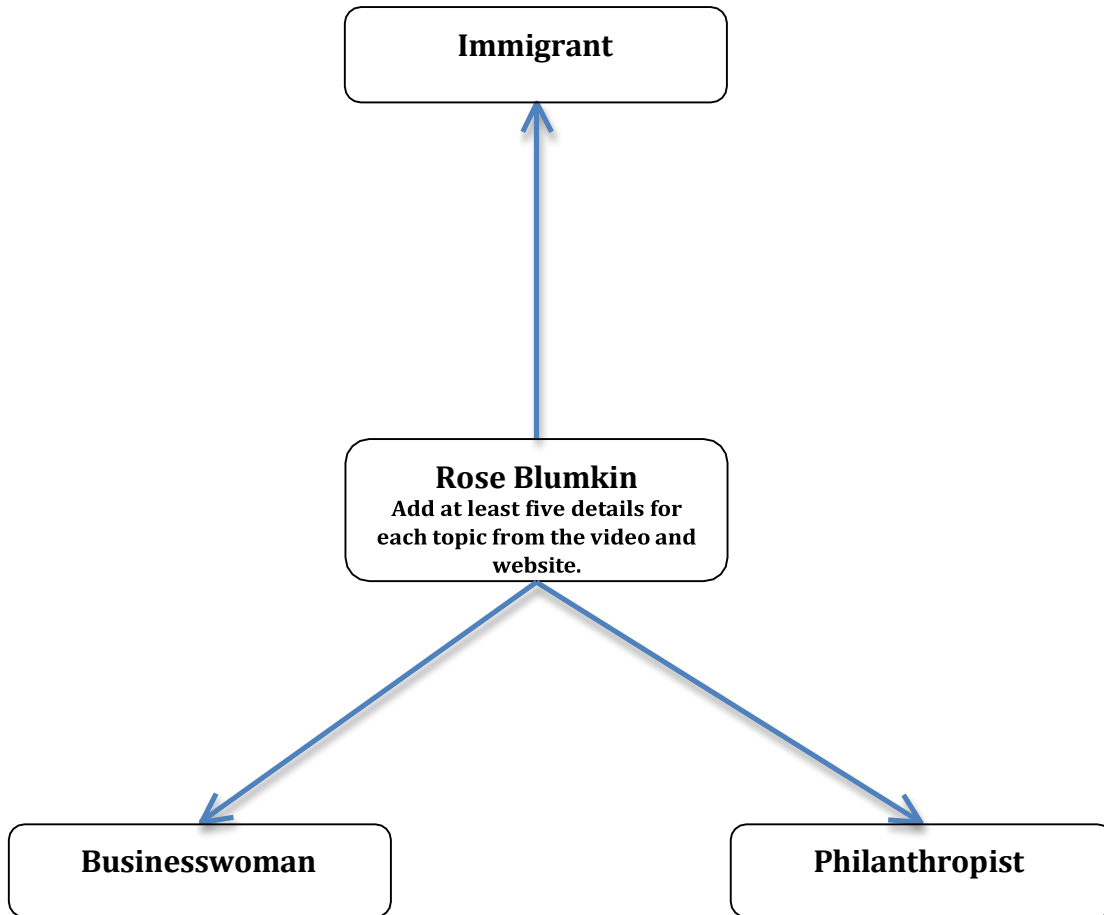 Immigrant
Rose Blumkin
Add at least five details for
each topic from the video and
website.
Businesswoman
Philanthropist